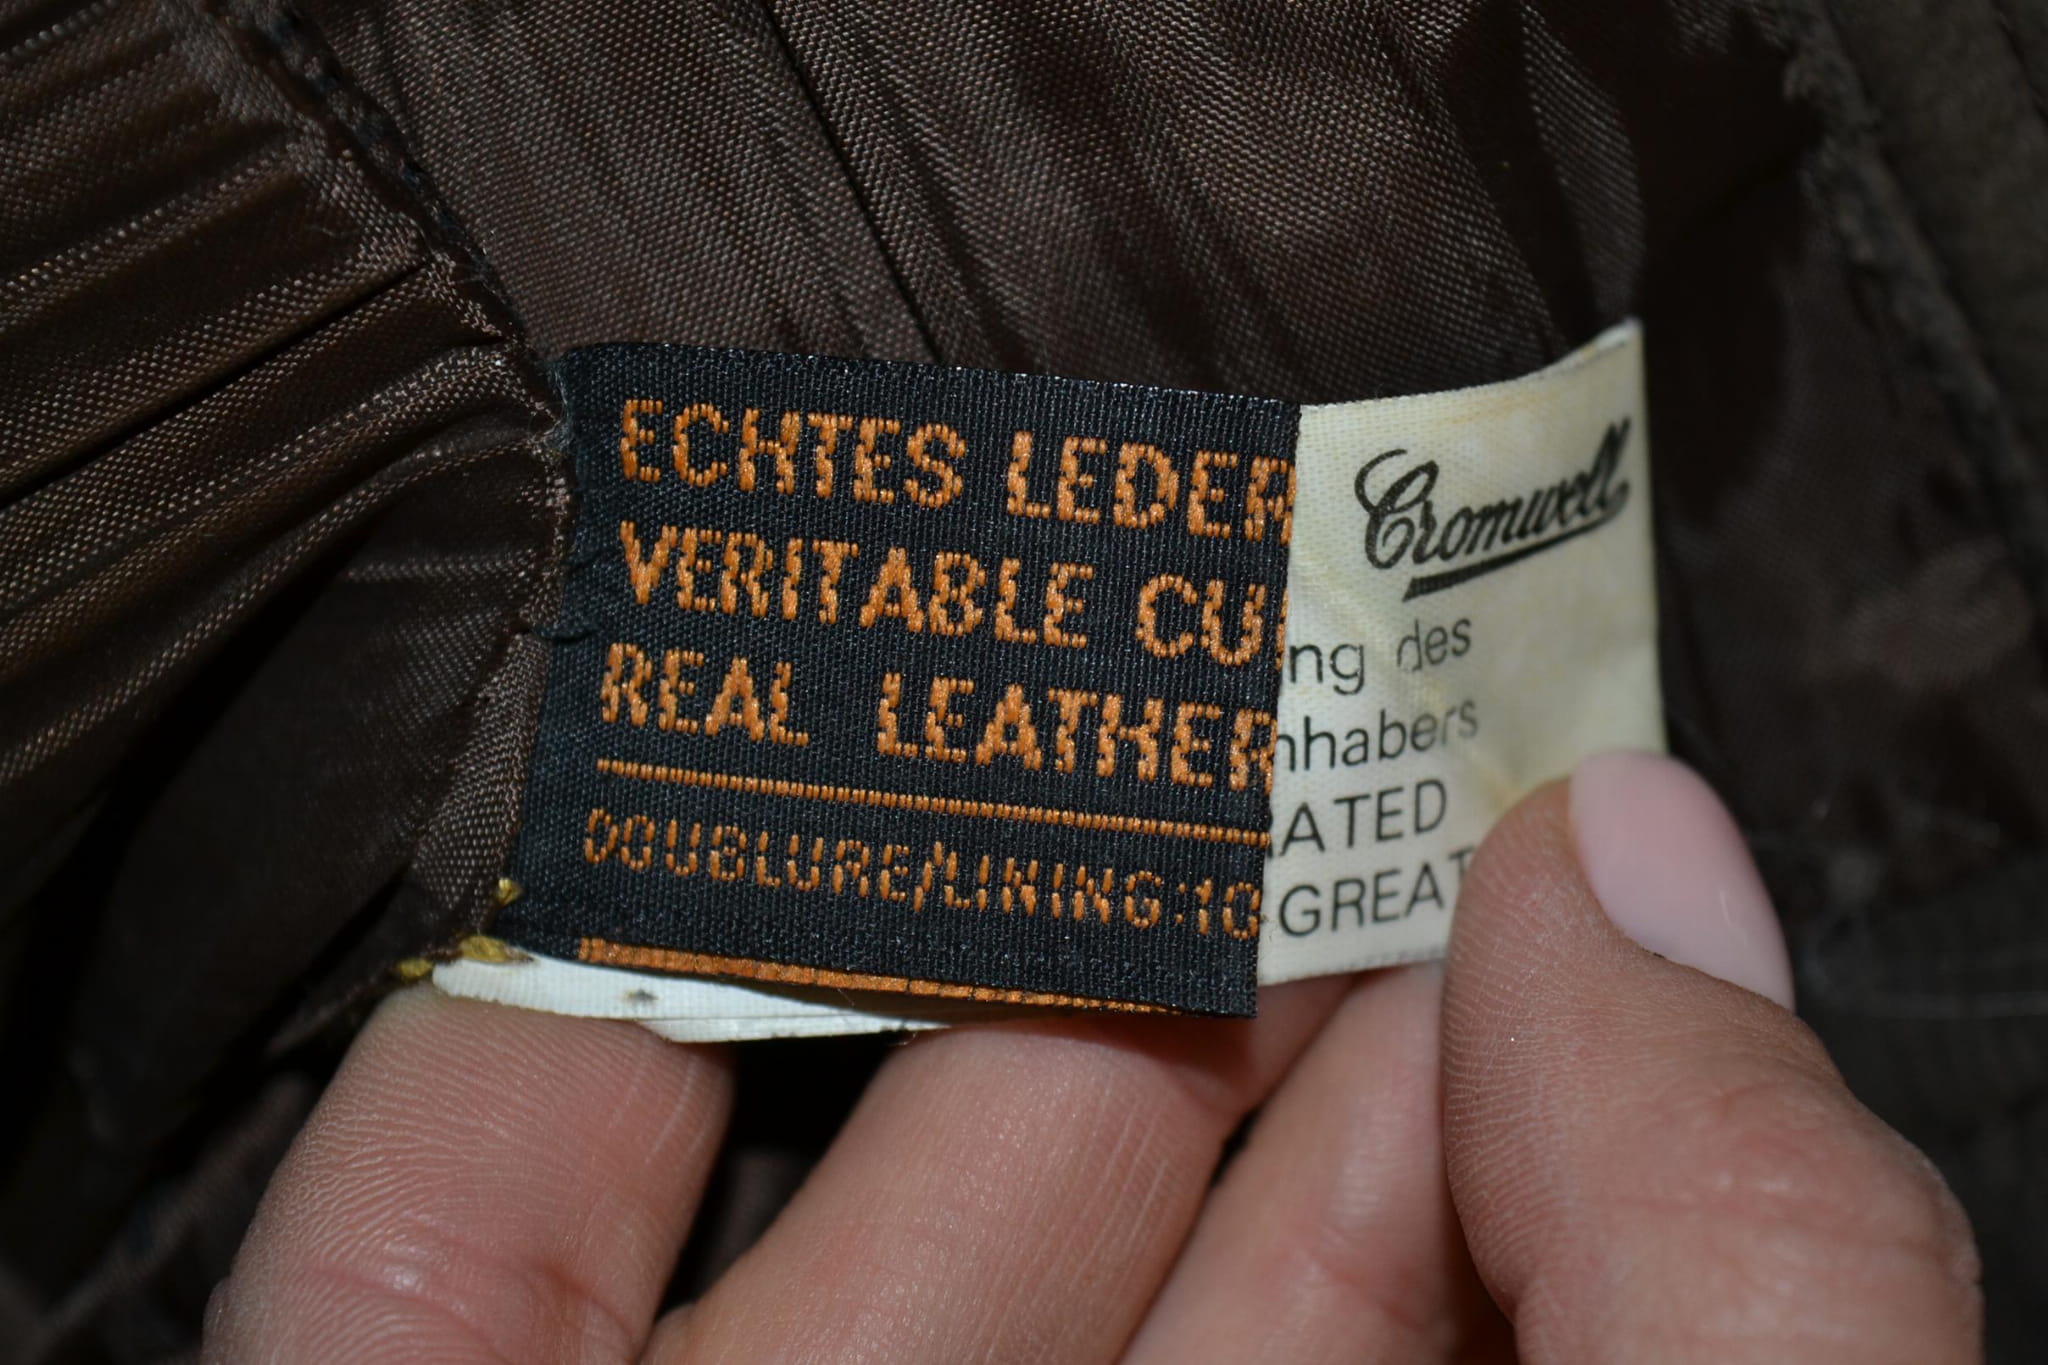 ECHTES LEDER
VERITABLE CU
REAL LEATHER
DOUBLURE/LINING:10
Cromwell
ng des
nhabers
ATED
GREAT